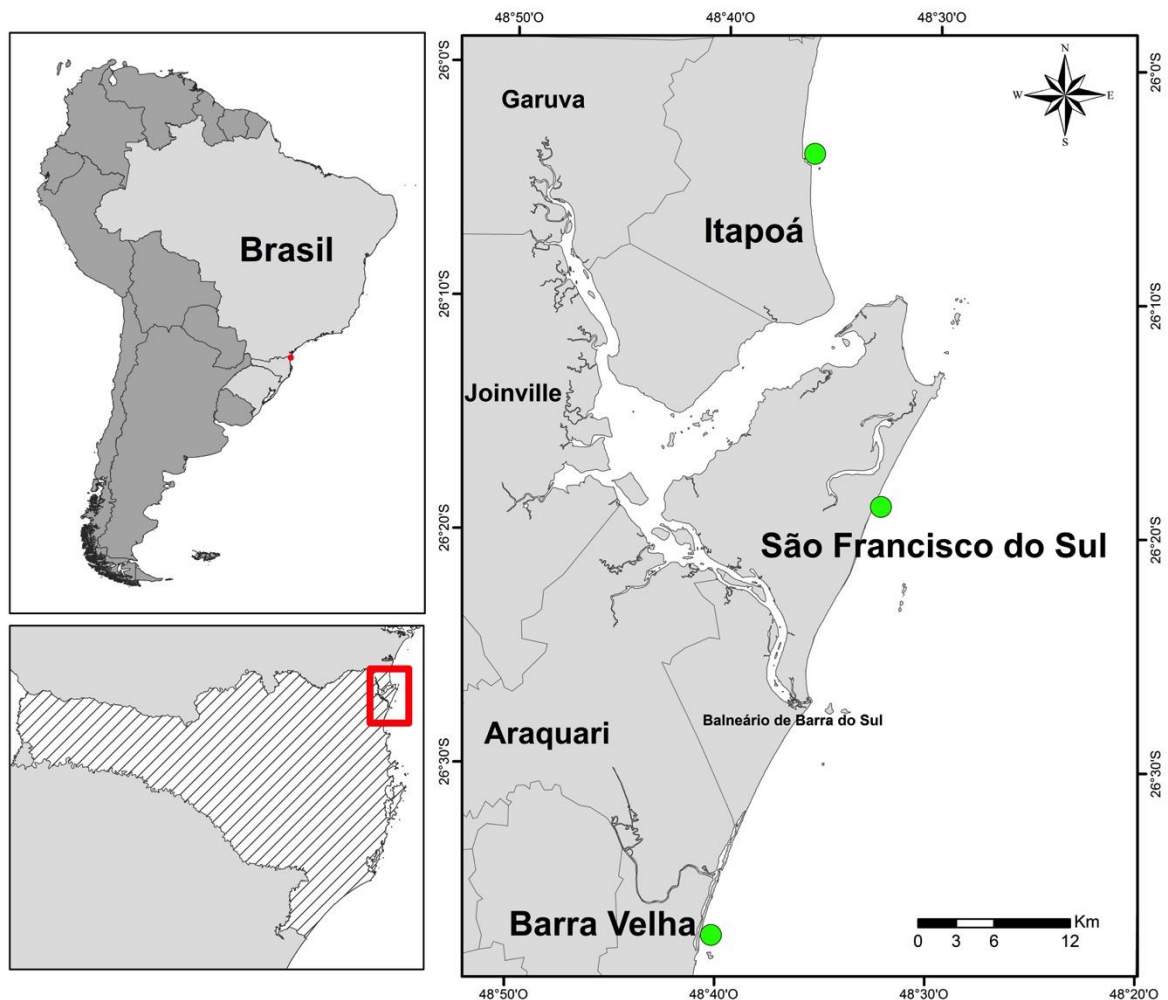 Brasil
48°50'O
48°40'O
48°30'O
26°0'S
26°0'S
N
W
E
S
Garuva
Itapoá
26°10'S
26°10'S
Joinville
26°20'S
26°20'S
São Francisco do Sul
Balneário de Barra do Sul
Araquari
26°30'S
26°30'S
Barra Velha
Km
0 3 6 12
48°50'O
48°40'O
48°30'O
48°20'O